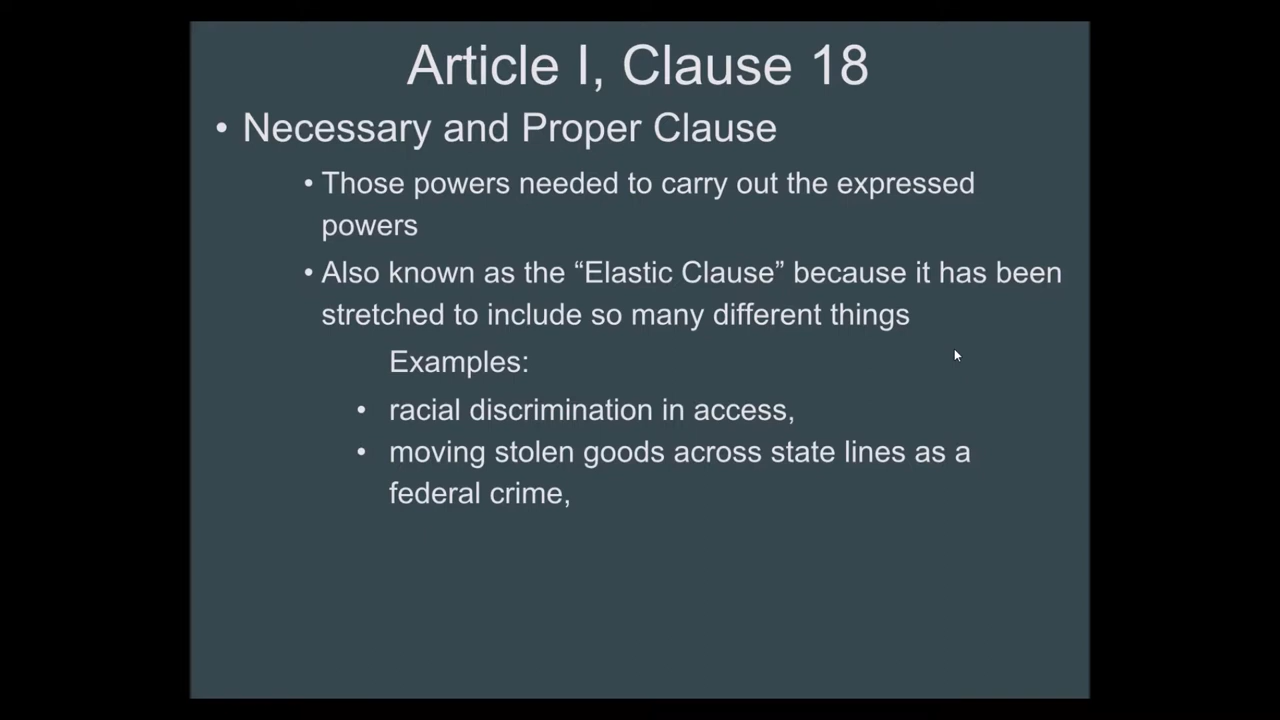 Article I, Clause 18
• Necessary and Proper Clause
• Those powers needed to carry out the expressed
powers
• Also known as the “Elastic Clause” because it has been
stretched to include so many different things
Examples:
• racial discrimination in access,
• moving stolen goods across state lines as a
federal crime,